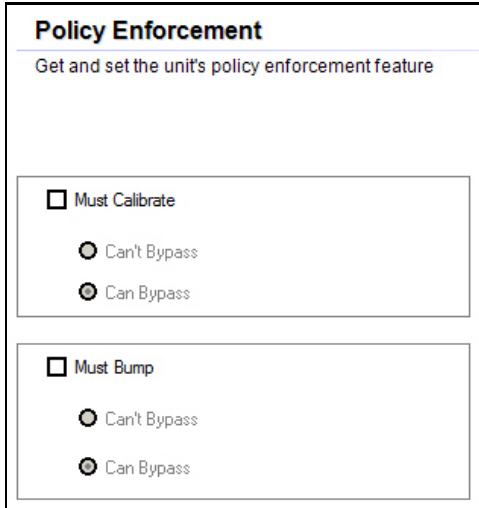 Policy Enforcement
Get and set the unit's policy enforcement feature
Must Calibrate
Can't Bypass
Can Bypass
Must Bump
Can't Bypass
Can Bypass